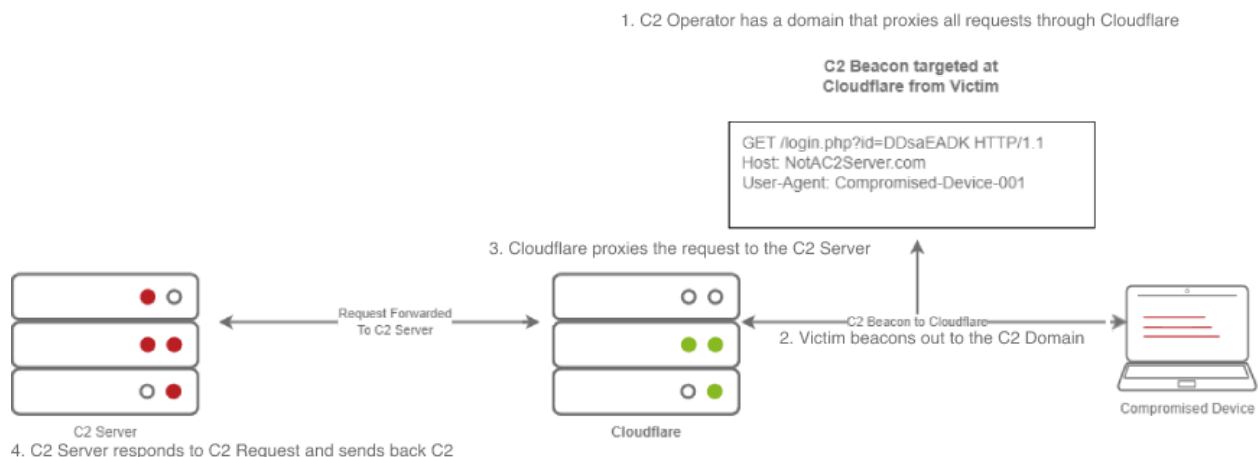 1. C2 Operator has a domain that proxies all requests through Cloudflare
C2 Beacon targeted at
Cloudflare from Victim
GET /login.php?id=DDsaEADK HTTP/1.1
Host: NotAC2Server.com
User-Agent: Compromised-Device-001
3. Cloudflare proxies the request to the C2 Server
Request Forwarded
To C2 Server
C2 Beacon to Cloudflare
2. Victim beacons out to the C2 Domain
Compromised Device
C2 Server
Cloudflare
4. C2 Server responds to C2 Request and sends back C2